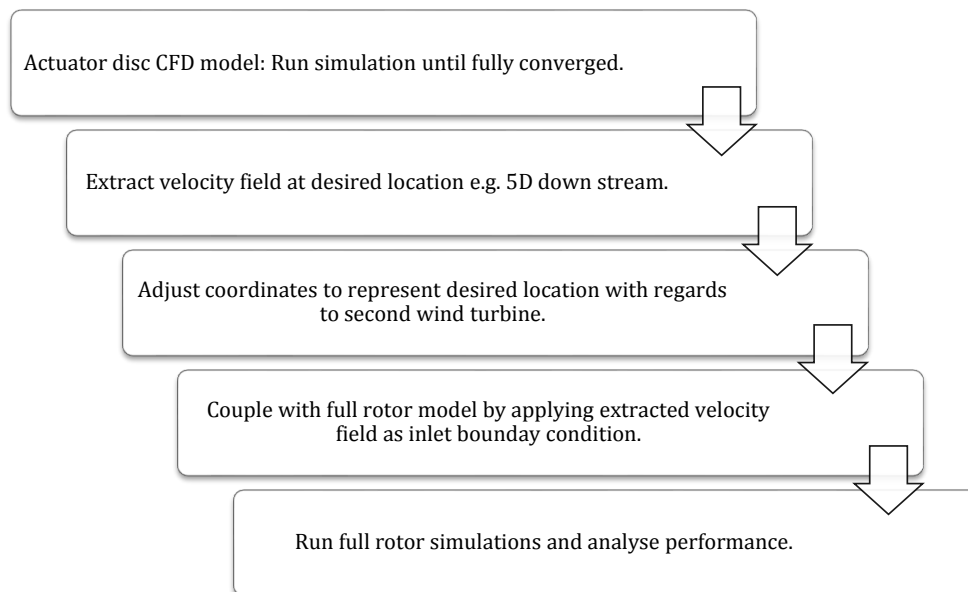 Actuator disc CFD model: Run simulation until fully converged.
Extract velocity field at desired location e.g. 5D down stream.
Adjust coordinates to represent desired location with regards
to second wind turbine.
Couple with full rotor model by applying extracted velocity
field as inlet bounday condition.
Run full rotor simulations and analyse performance.